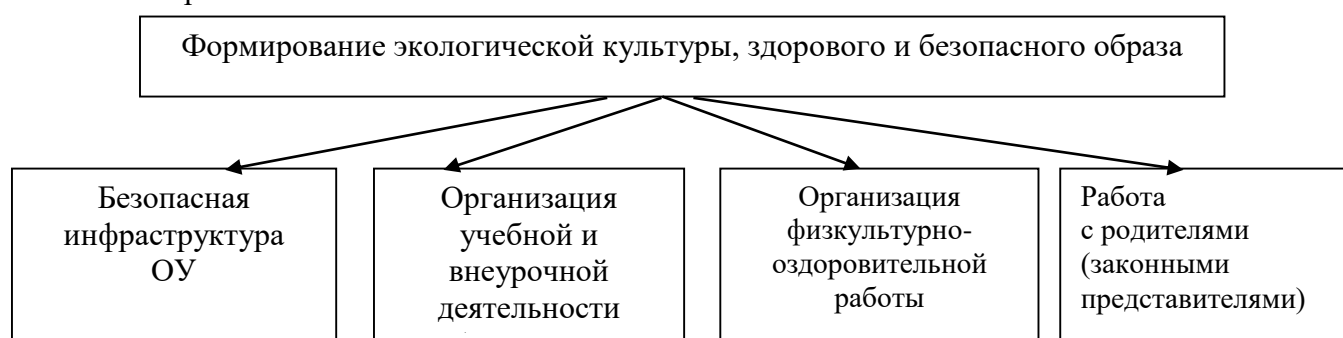 Формирование экологической культуры, здорового и безопасного образа
Безопасная
инфраструктура
ОУ
Организация
учебной и
внеурочной
деятельности
Организация
физкультурно-
оздоровительной
работы
Работа
с родителями
(законными
представителями)